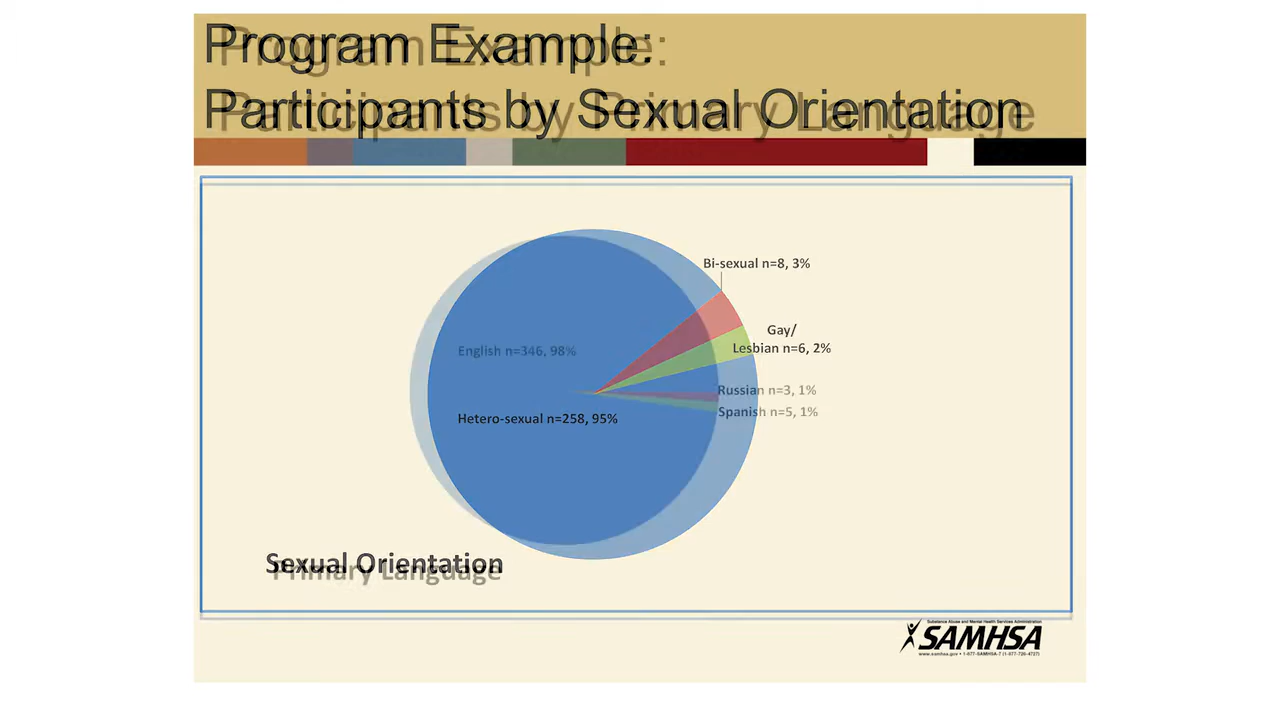 Program Example:
Program Example:
Participants by Sexual Orientation
Participants by Primary Language
Bi-sexual n=8, 3%
Gay/
Lesbian n=6, 2%
English n=346, 98%
Russian n=3, 1%
Spanish n=5, 1%
Hetero-sexual n=258, 95%
Sexual Orientation
Primary Language
Substance Abuse and Mental Health Services Administration
SAMHSA
www.samhsa.gov • 1-877-SAMHSA-7 (1-877-726-4727)